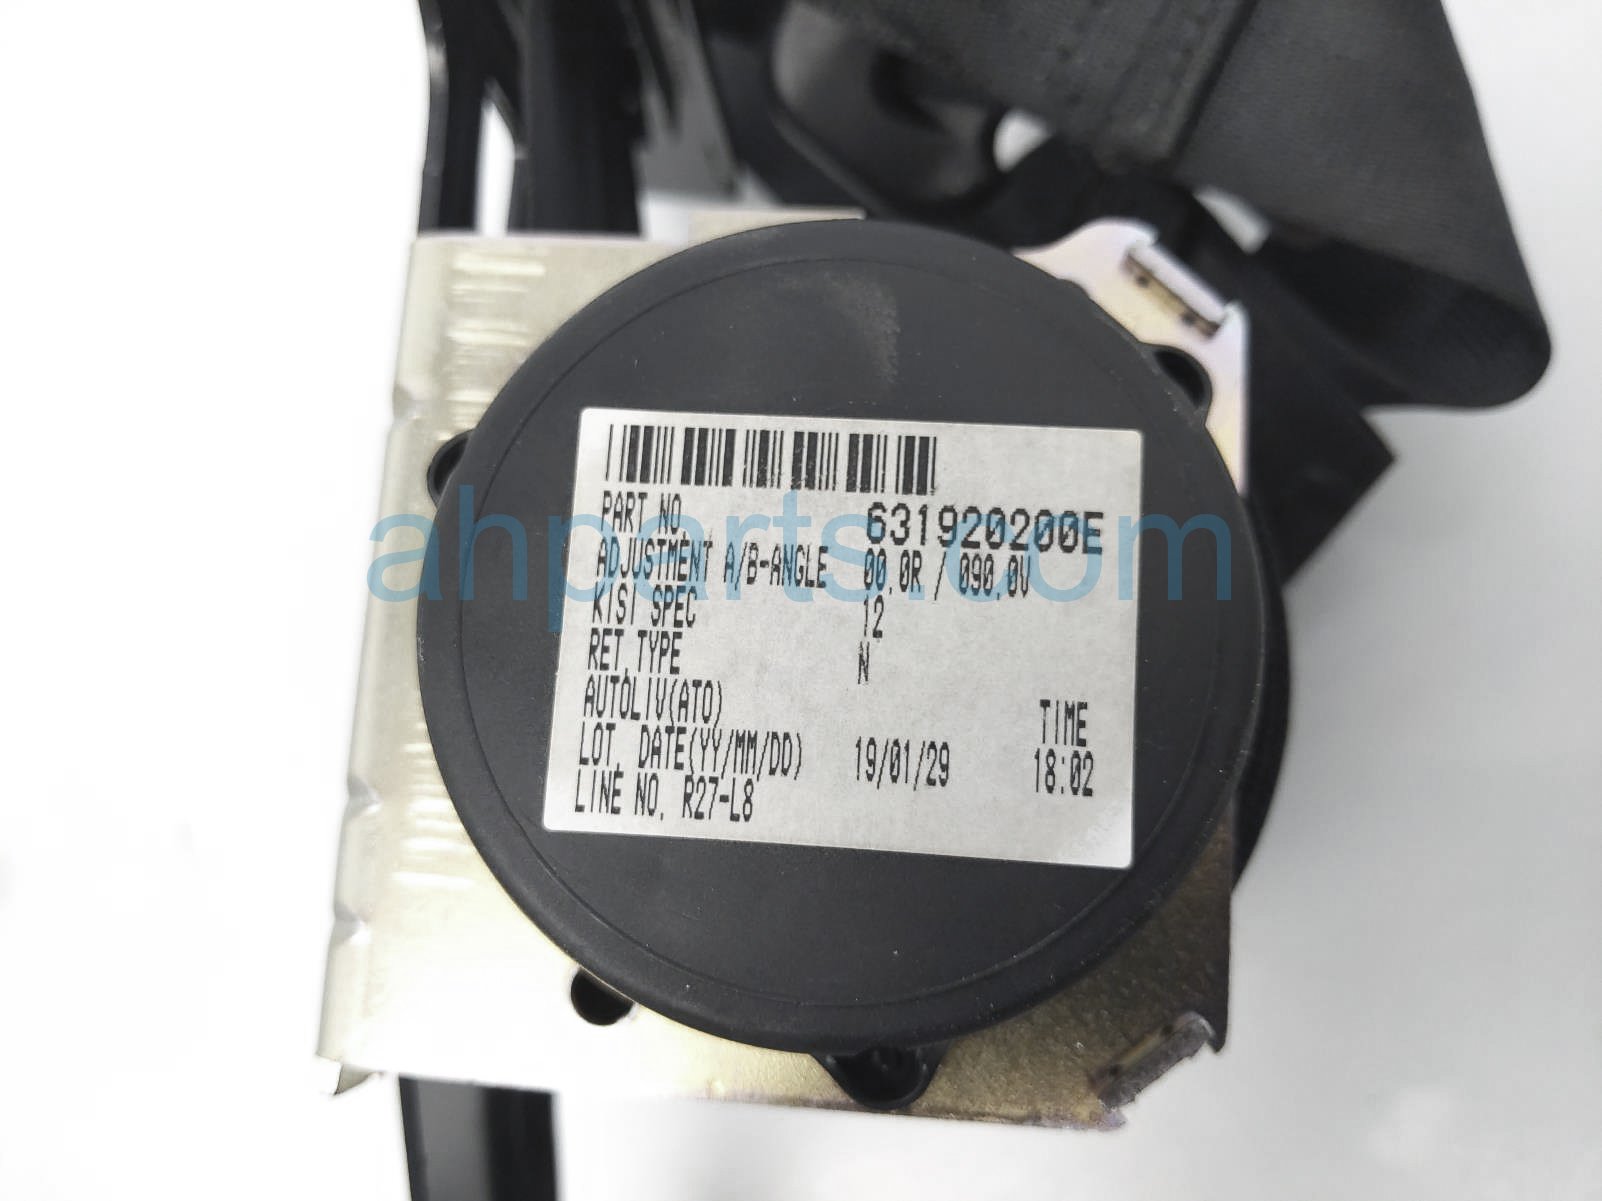 PART NO. 631920200E
ADJUSTMENT A/B-ANGLE 00.0R / 090.0V
KISI SPEC 12
RET.TYPE N
AUTOLIV(ATO) TIME
LOT. DATE(YY/MM/DD) 19/01/29 18:02
LINE NO. R27-L8
ahparts.com